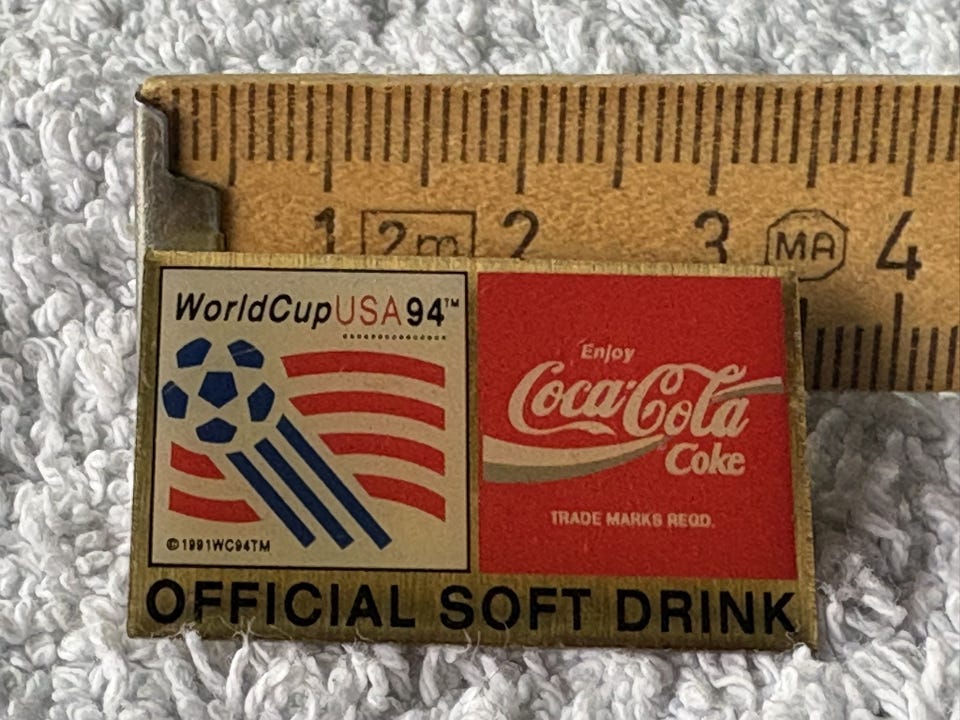 1 2m 2 3 MA 4
WorldCupUSA94™
©1991WC94TM
Enjoy
Coca-Cola
Coke
TRADE MARKS REGD.
OFFICIAL SOFT DRINK